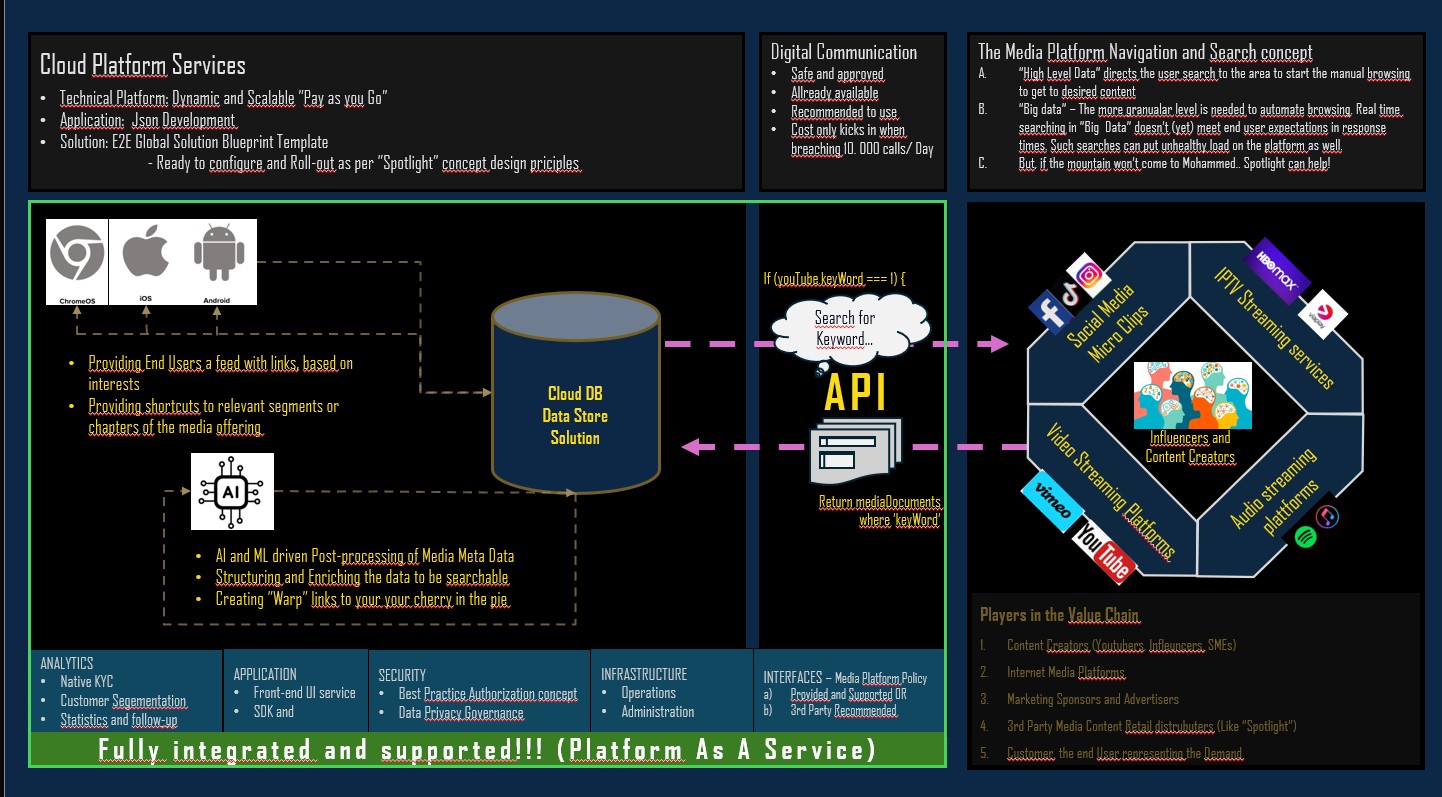 Cloud Platform Services
• Technical Platform: Dynamic and Scalable "Pay as you Go"
• Application: Json Development
• Solution: E2E Global Solution Blueprint Template
- Ready to configure and Roll-out as per "Spotlight" concept design priciples
Digital Communication
• Safe and approved
• Allready available
• Recommended to use
• Cost only kicks in when
breaching 10. 000 calls/ Day
The Media Platform Navigation and Search concept
A. "High Level Data" directs the user search to the area to start the manual browsing
to get to desired content
B. "Big data" – The more granualar level is needed to automate browsing. Real time
searching in "Big Data" doesn't (yet) meet end user expectations in response
times. Such searches can put unhealthy load on the platform as well.
C. But, if the mountain won't come to Mohammed.. Spotlight can help!
ChromeOS
iOS
Android
• Providing End Users a feed with links, based on
interests
• Providing shortcuts to relevant segments or
chapters of the media offering
Cloud DB
Data Store
Solution
AI
• AI and ML driven Post-processing of Media Meta Data
• Structuring and Enriching the data to be searchable
• Creating "Warp" links to your your cherry in the pie
If (youTube.keyWord === 1) {
Search for
Keyword...
API
Return mediaDocuments
where 'keyWord'
Social Media
Micro Clips
HBOmax
viaplay
IPTV Streaming services
Influencers and
Content Creators
Video Streaming Platforms
vimeo
YouTube
Audio streaming
plattforms
Players in the Value Chain
1. Content Creators (Youtubers, Influencers, SMEs)
2. Internet Media Platforms
3. Marketing Sponsors and Advertisers
4. 3rd Party Media Content Retail distrubuters (Like "Spotlight")
5. Customer, the end User representing the Demand
ANALYTICS
• Native KYC
• Customer Segementation
• Statistics and follow-up
APPLICATION
• Front-end UI service
• SDK and
SECURITY
• Best Practice Authorization concept
• Data Privacy Governance
INFRASTRUCTURE
• Operations
• Administration
INTERFACES – Media Platform Policy
a) Provided and Supported OR
b) 3rd Party Recommended
Fully integrated and supported!!! (Platform As A Service)